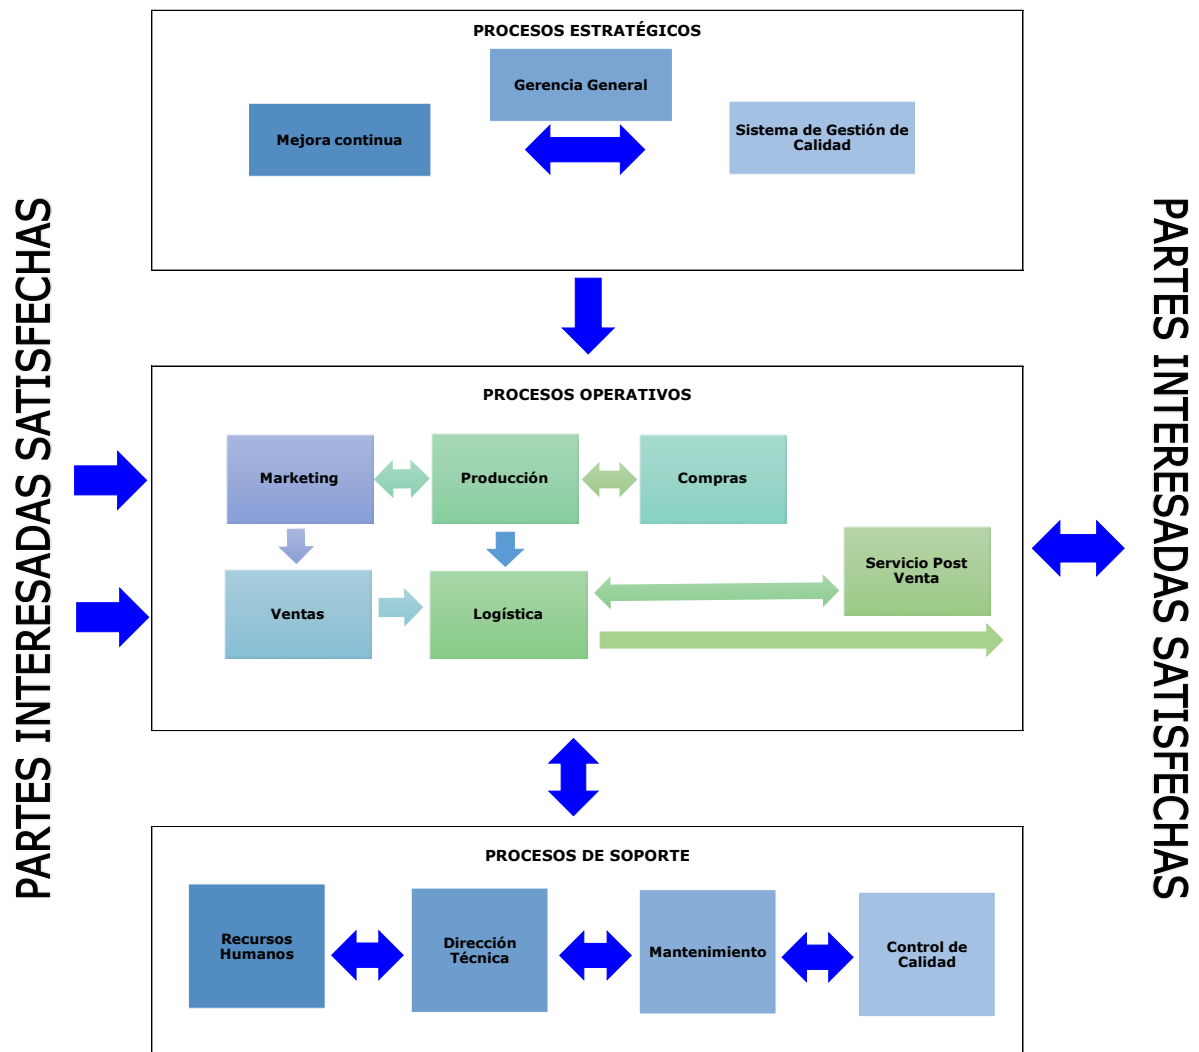 PROCESOS ESTRATÉGICOS
Gerencia General
Mejora continua
Sistema de Gestión de
Calidad
PARTES INTERESADAS SATISFECHAS
PROCESOS OPERATIVOS
Marketing
Producción
Compras
Servicio Post
Venta
Ventas
Logística
PARTES INTERESADAS SATISFECHAS
PROCESOS DE SOPORTE
Recursos
Humanos
Dirección
Técnica
Mantenimiento
Control de
Calidad